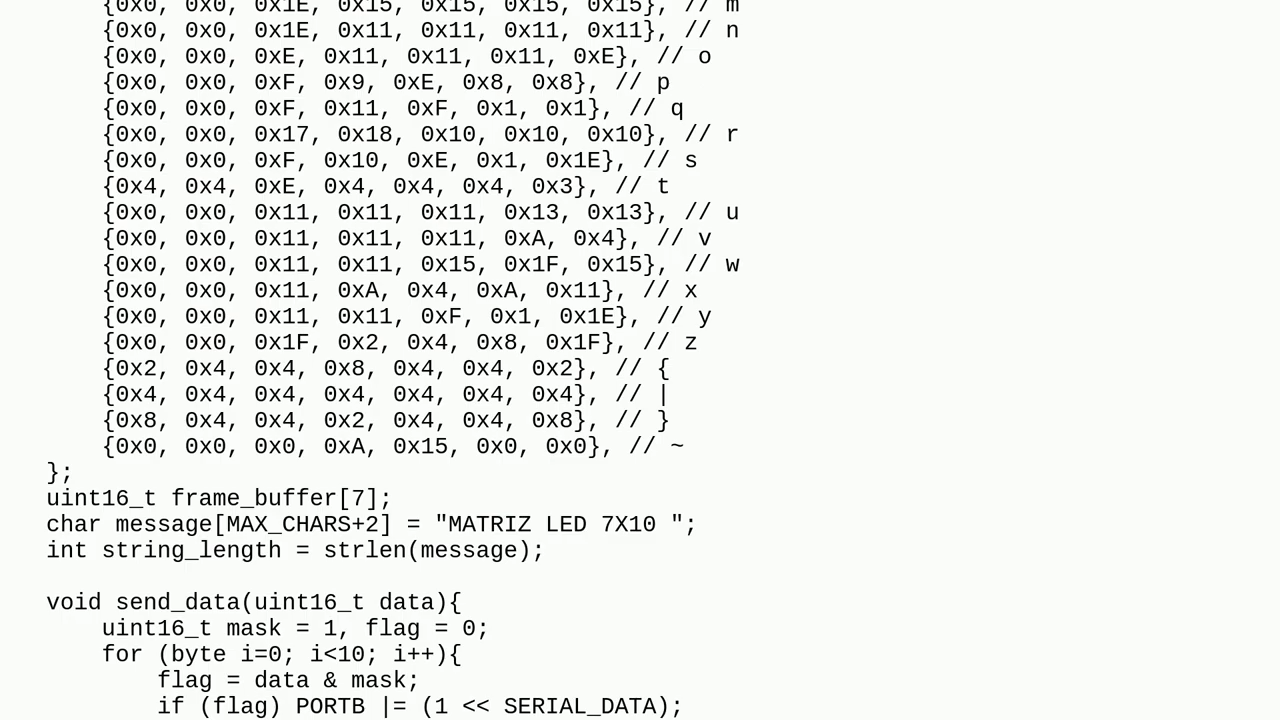 {0x0, 0x0, 0x1E, 0x15, 0x15, 0x15, 0x15}, // m
{0x0, 0x0, 0x1E, 0x11, 0x11, 0x11, 0x11}, // n
{0x0, 0x0, 0xE, 0x11, 0x11, 0x11, 0xE}, // o
{0x0, 0x0, 0xF, 0x9, 0xE, 0x8, 0x8}, // p
{0x0, 0x0, 0xF, 0x11, 0xF, 0x1, 0x1}, // q
{0x0, 0x0, 0x17, 0x18, 0x10, 0x10, 0x10}, // r
{0x0, 0x0, 0xF, 0x10, 0xE, 0x1, 0x1E}, // s
{0x4, 0x4, 0xE, 0x4, 0x4, 0x4, 0x3}, // t
{0x0, 0x0, 0x11, 0x11, 0x11, 0x13, 0x13}, // u
{0x0, 0x0, 0x11, 0x11, 0x11, 0xA, 0x4}, // v
{0x0, 0x0, 0x11, 0x11, 0x15, 0x1F, 0x15}, // w
{0x0, 0x0, 0x11, 0xA, 0x4, 0xA, 0x11}, // x
{0x0, 0x0, 0x11, 0x11, 0xF, 0x1, 0x1E}, // y
{0x0, 0x0, 0x1F, 0x2, 0x4, 0x8, 0x1F}, // z
{0x2, 0x4, 0x4, 0x8, 0x4, 0x4, 0x2}, // {
{0x4, 0x4, 0x4, 0x4, 0x4, 0x4, 0x4}, // |
{0x8, 0x4, 0x4, 0x2, 0x4, 0x4, 0x8}, // }
{0x0, 0x0, 0x0, 0xA, 0x15, 0x0, 0x0}, // ~
};
uint16_t frame_buffer[7];
char message[MAX_CHARS+2] = "MATRIZ LED 7X10 ";
int string_length = strlen(message);
void send_data(uint16_t data){
uint16_t mask = 1, flag = 0;
for (byte i=0; i<10; i++){
flag = data & mask;
if (flag) PORTB |= (1 << SERIAL_DATA);